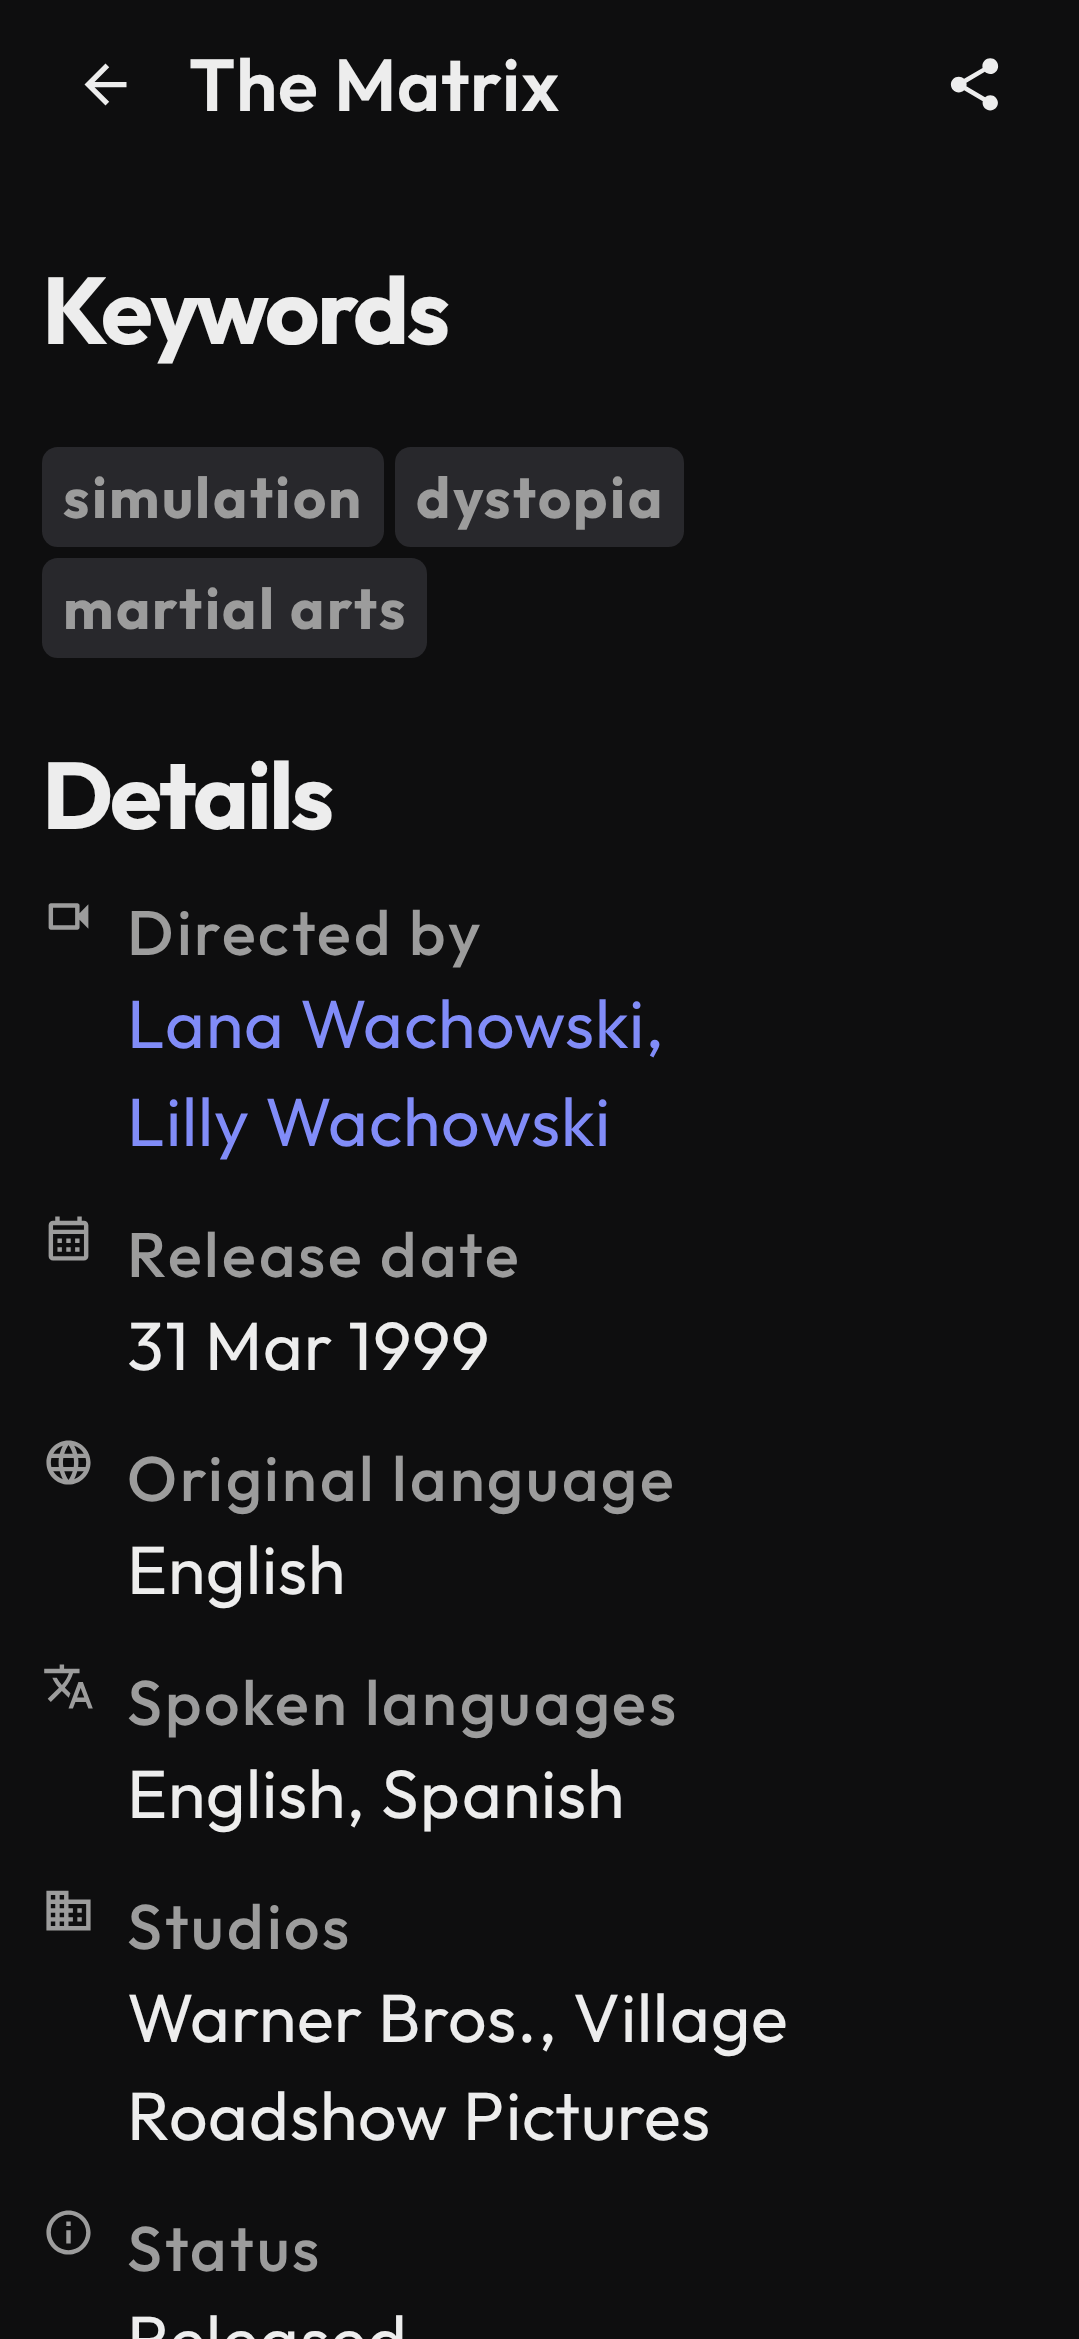 The Matrix
Keywords
simulation dystopia
martial arts
Details
Directed by
Lana Wachowski,
Lilly Wachowski
Release date
31 Mar 1999
Original language
English
Spoken languages
English, Spanish
Studios
Warner Bros., Village
Roadshow Pictures
Status
Released